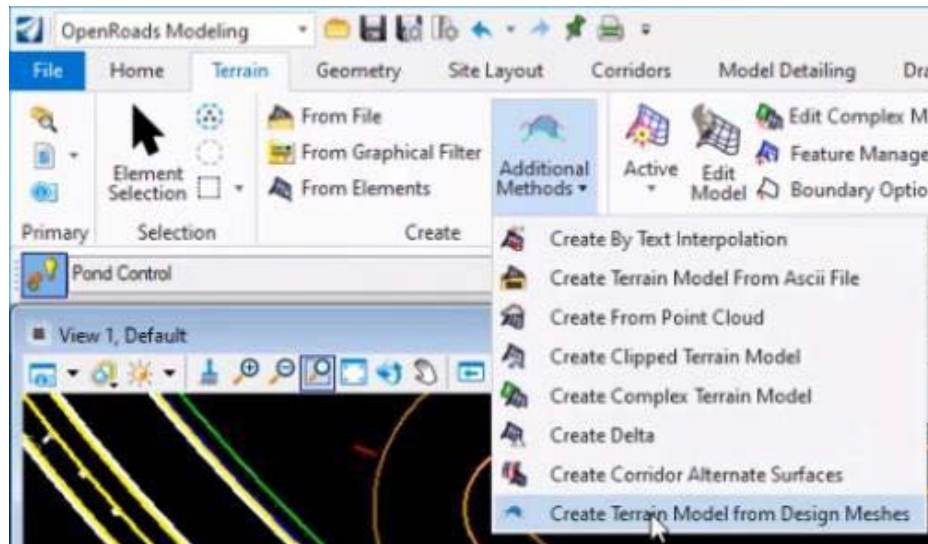 OpenRoads Modeling
File Home Terrain Geometry Site Layout Corridors Model Detailing
From File
From Graphical Filter
From Elements
Element
Selection
Additional
Methods
Active
Edit
Model
Edit Complex
Feature
Boundary
Primary Selection Create
Pond Control
Create By Text Interpolation
Create Terrain Model From Ascii File
Create From Point Cloud
Create Clipped Terrain Model
Create Complex Terrain Model
Create Delta
Create Corridor Alternate Surfaces
Create Terrain Model from Design Meshes
View 1, Default